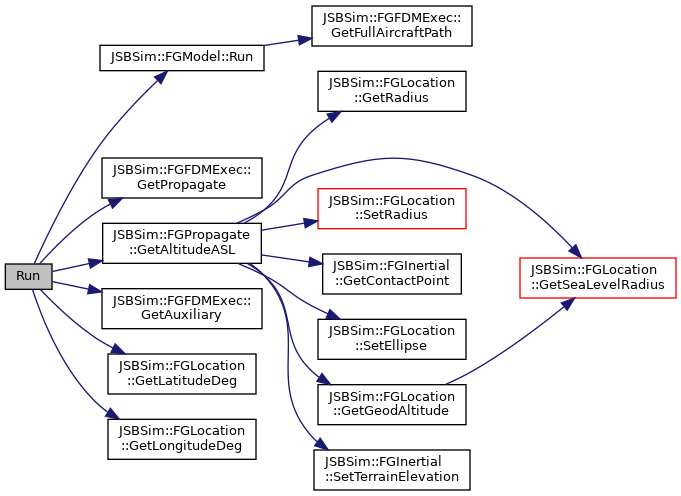 Run
JSBSim::FGModel::Run
JSBSim::FGFDMExec::
GetFullAircraftPath
JSBSim::FGFDMExec::
GetPropagate
JSBSim::FGPropagate
::GetAltitudeASL
JSBSim::FGFDMExec::
GetAuxiliary
JSBSim::FGLocation
::GetLatitudeDeg
JSBSim::FGLocation
::GetLongitudeDeg
JSBSim::FGLocation
::GetRadius
JSBSim::FGLocation
::SetRadius
JSBSim::FGInertial
::GetContactPoint
JSBSim::FGLocation
::SetEllipse
JSBSim::FGLocation
::GetGeodAltitude
JSBSim::FGInertial
::SetTerrainElevation
JSBSim::FGLocation
::GetSeaLevelRadius